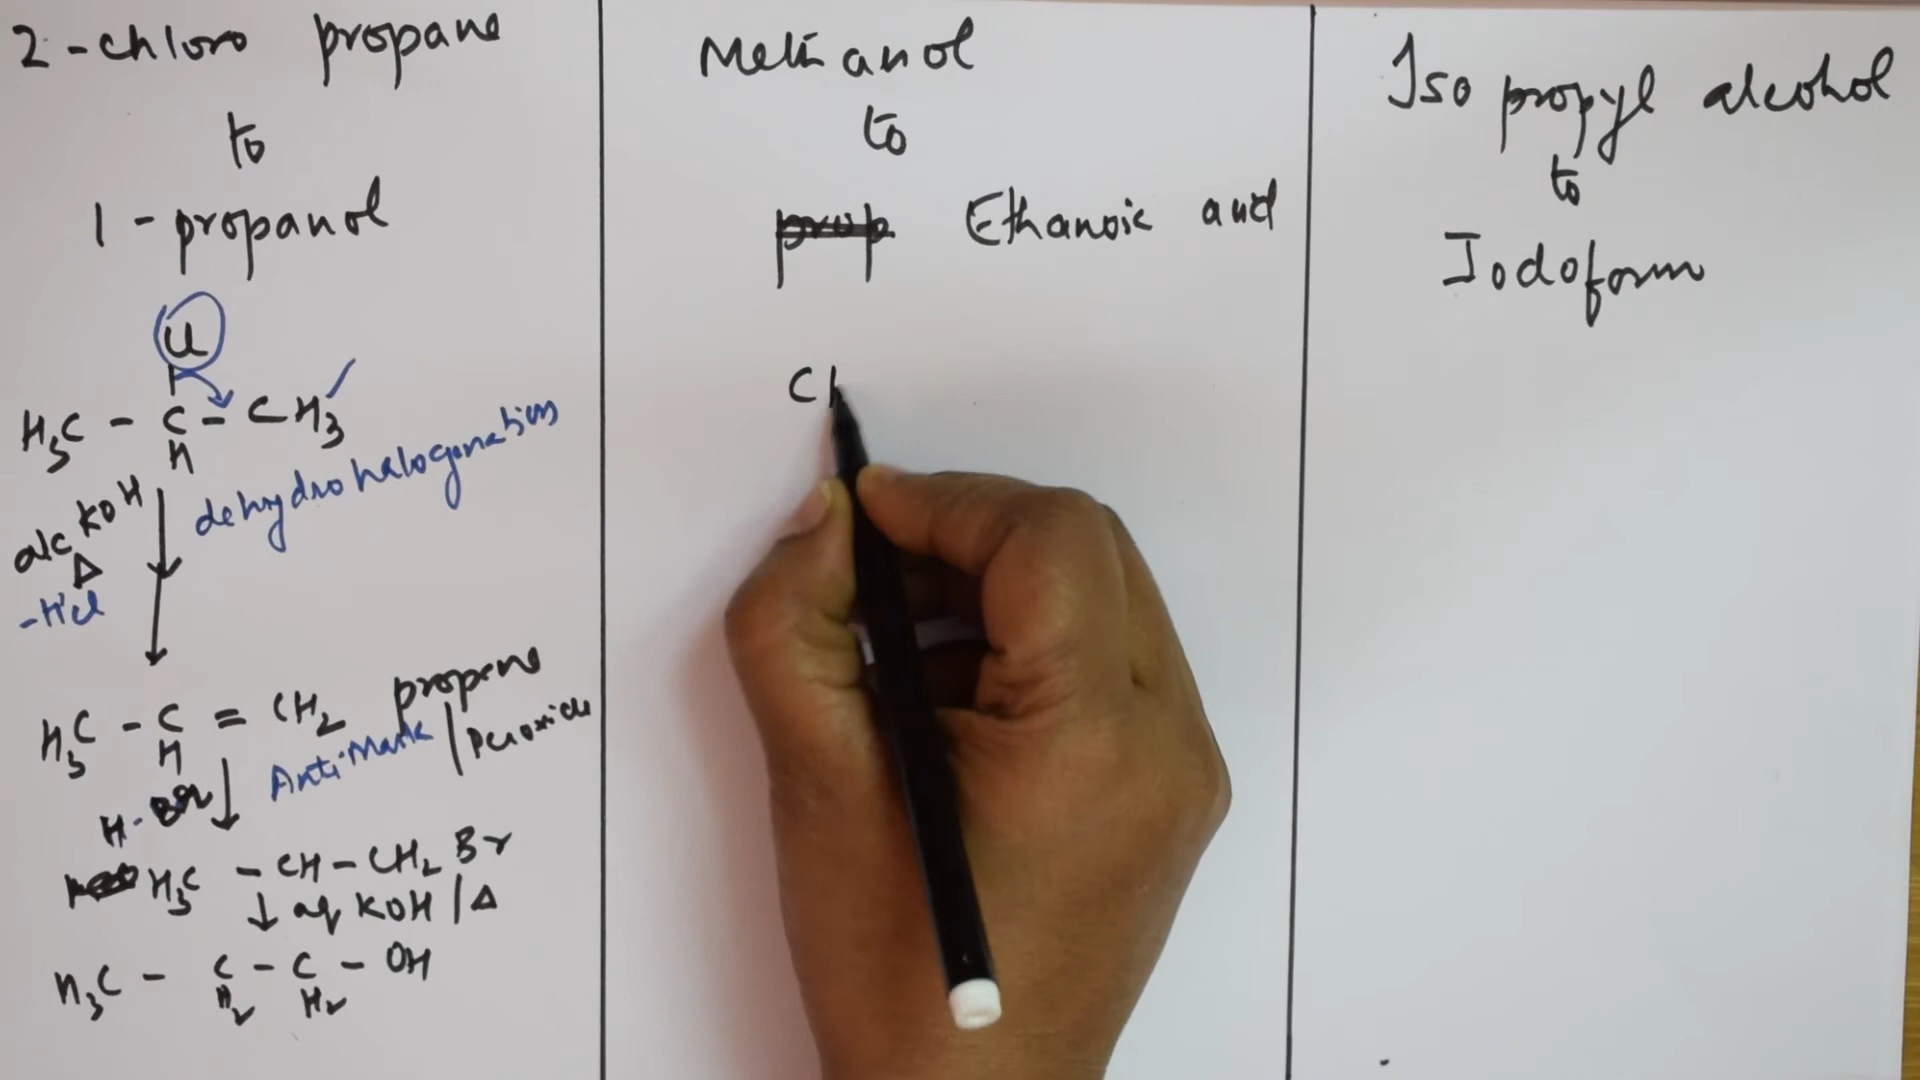 2-chloro propane
to
1-propanol
Cl
H₃C - C - CH₃
H
alc KOH
Δ
-HCl
dehydrohalogenation
H₃C - C = CH₂ propene
H
H-Br
Anti Mark / Peroxide
H₃C - CH - CH₂ Br
↓ aq KOH / Δ
H₃C - C - C - OH
H₂ H₂
Methanol
to
prop Ethanoic acid
CH
Iso propyl alcohol
to
Iodoform